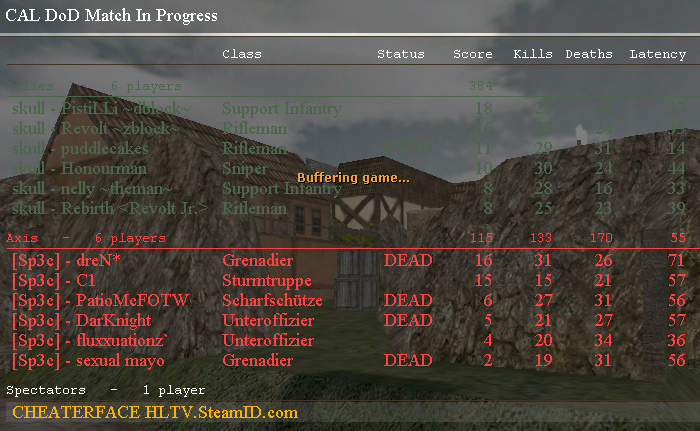 CAL DoD Match In Progress
Class Status Score Kills Deaths Latency
6 players 384
skull - PistiLLi ~dblock~ Support Infantry 18
skull - Revolt ~zblock~ Rifleman
skull - puddlecakes Rifleman 11 29 31 14
skull - Honourman Sniper 10 30 24 44
Buffering game...
skull - nelly ~theman~ Support Infantry 8 28 16 33
skull - Rebirth <Revolt Jr.> Rifleman 8 25 23 39
Axis - 6 players 115 133 170 55
[Sp3c] - dreN* Grenadier DEAD 16 31 26 71
[Sp3c] - C1 Sturmtruppe 15 15 21 57
[Sp3c] - PatioMcFOTW Scharfschütze DEAD 6 27 31 56
[Sp3c] - DarKnight Unteroffizier DEAD 5 21 27 57
[Sp3c] - fluxxuationz` Unteroffizier 4 20 34 36
[Sp3c] - sexual mayo Grenadier DEAD 2 19 31 56
Spectators - 1 player
CHEATERFACE HLTV.SteamID.com